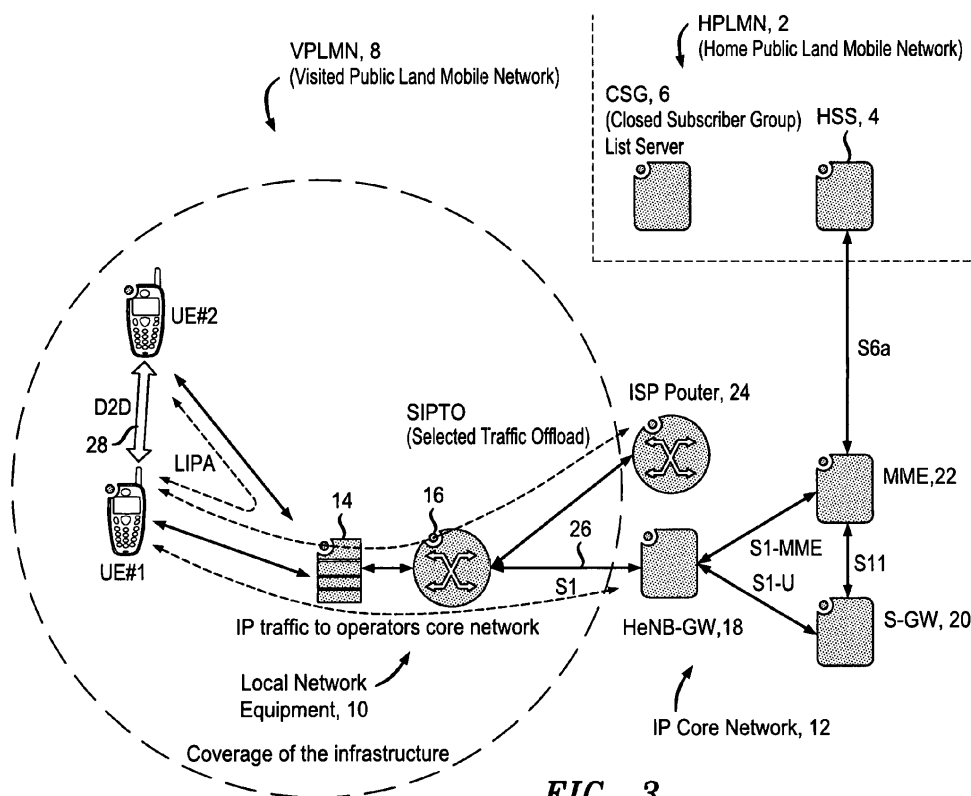 HPLMN, 2
(Home Public Land Mobile Network)
VPLMN, 8
(Visited Public Land Mobile Network)
CSG, 6
(Closed Subscriber Group)
List Server
HSS, 4
UE#2
S6a
D2D
28
LIPA
SIPTO
(Selected Traffic Offload)
ISP Pouter, 24
MME,22
14
16
26
S1-MME
S11
S1-U
S1
UE#1
IP traffic to operators core network
HeNB-GW,18
S-GW, 20
Local Network
Equipment, 10
IP Core Network, 12
Coverage of the infrastructure
FIG. 3